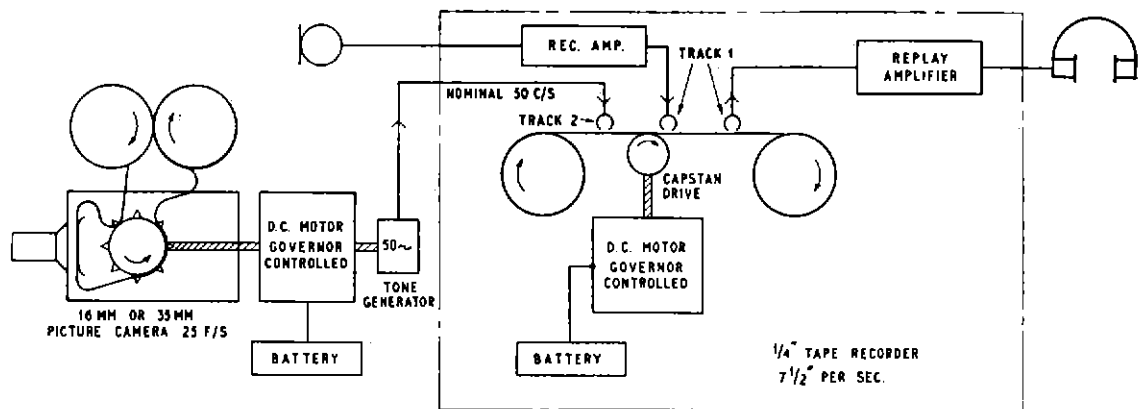 REC. AMP.
TRACK 1
REPLAY
AMPLIFIER
NOMINAL 50 C/S
TRACK 2
CAPSTAN
DRIVE
D.C. MOTOR
GOVERNOR
CONTROLLED
50~
TONE
GENERATOR
D.C. MOTOR
GOVERNOR
CONTROLLED
16 MM OR 35 MM
PICTURE CAMERA 25 F/S
BATTERY
BATTERY
1/4" TAPE RECORDER
7 1/2" PER SEC.